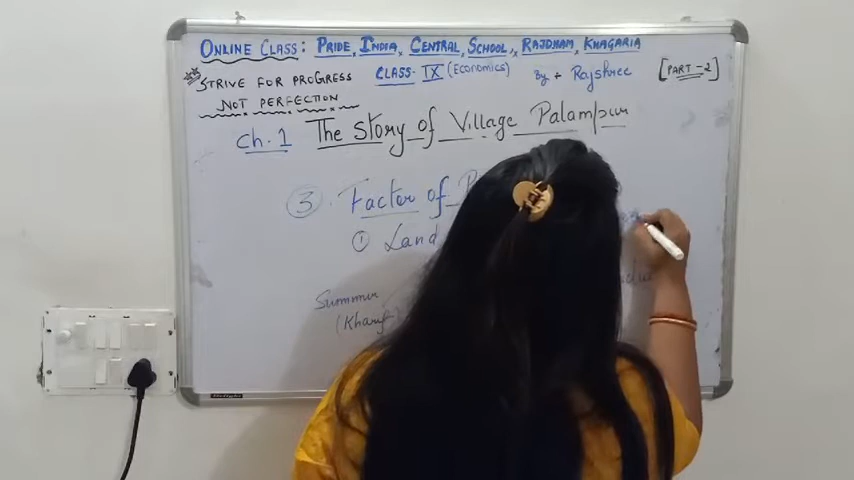 ONLINE CLASS: PRIDE, INDIA, CENTRAL, SCHOOL, RAJDHAM, KHAGARIA
STRIVE FOR PROGRESS CLASS- IX (Economics) By + Rajshree [PART-2]
NOT PERFECTION
Ch. 1 The Story of Village Palampur
③ Factor of
① Land
Summur
(Kharif)